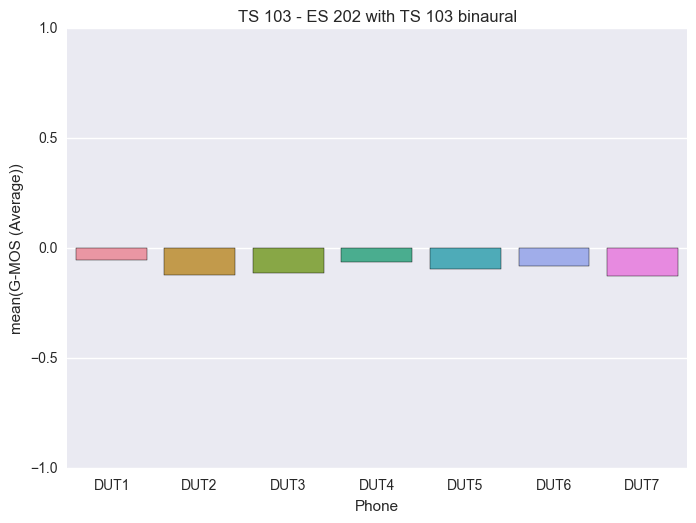 TS 103 - ES 202 with TS 103 binaural
1.0
0.5
0.0
−0.5
−1.0
mean(G-MOS (Average))
DUT1 DUT2 DUT3 DUT4 DUT5 DUT6 DUT7
Phone